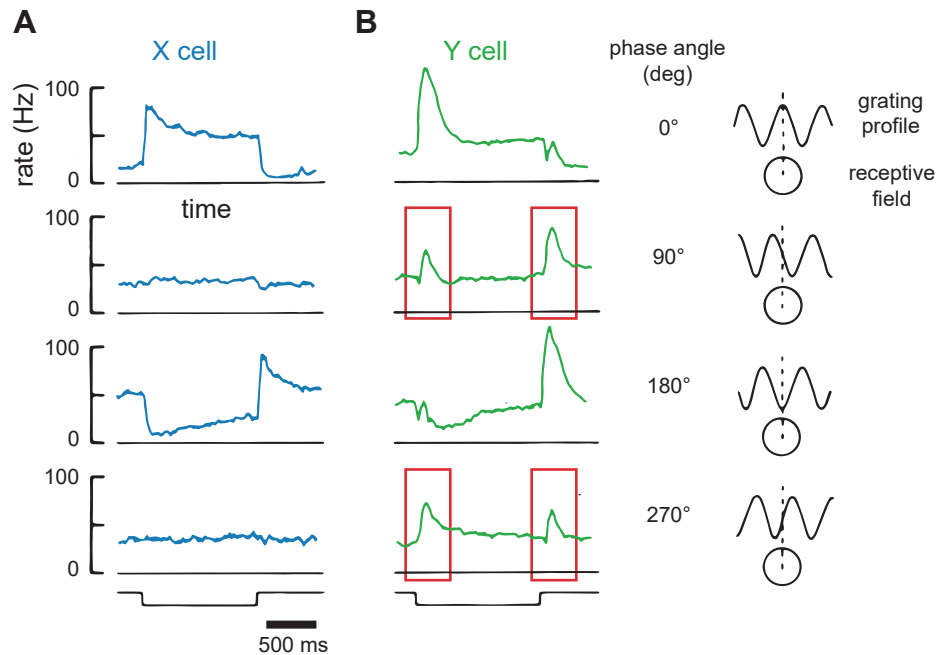 A
B
X cell
Y cell
phase angle
(deg)
rate (Hz)
100
0
time
0°
grating
profile
receptive
field
100
0
90°
100
0
180°
100
0
270°
500 ms